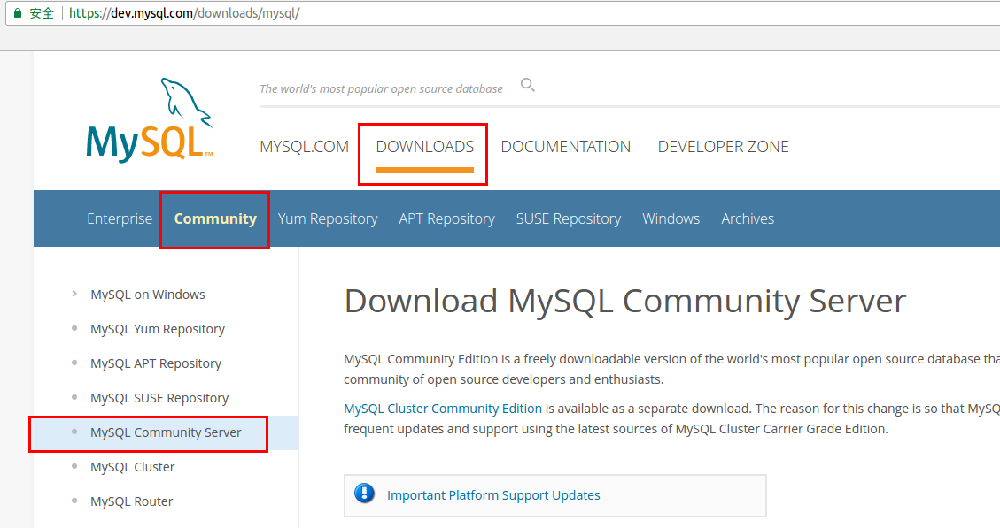 安全 https://dev.mysql.com/downloads/mysql/
The world's most popular open source database
MySQL™
MYSQL.COM DOWNLOADS DOCUMENTATION DEVELOPER ZONE
Enterprise Community Yum Repository APT Repository SUSE Repository Windows Archives
MySQL on Windows
MySQL Yum Repository
MySQL APT Repository
MySQL SUSE Repository
MySQL Community Server
MySQL Cluster
MySQL Router
Download MySQL Community Server
MySQL Community Edition is a freely downloadable version of the world's most popular open source database tha
community of open source developers and enthusiasts.
MySQL Cluster Community Edition is available as a separate download. The reason for this change is so that MySQ
frequent updates and support using the latest sources of MySQL Cluster Carrier Grade Edition.
Important Platform Support Updates